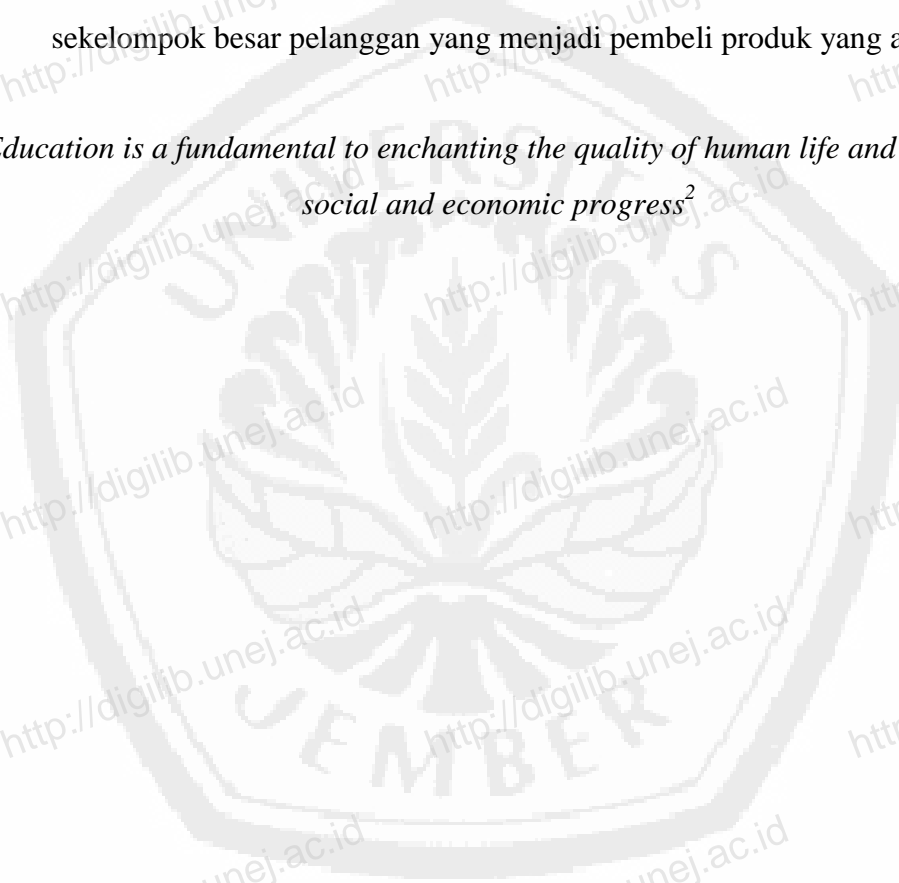 sekelompok besar pelanggan yang menjadi pembeli produk yang
Education is a fundamental to enchanting the quality of human life and
social and economic progress²
UNIVERSITAS
JEMBER
http://digilib.unej.ac.id
http://digilib.unej.ac.id
http://digilib.unej.ac.id
http://digilib.unej.ac.id
http://digilib.unej.ac.id
http://digilib.unej.ac.id